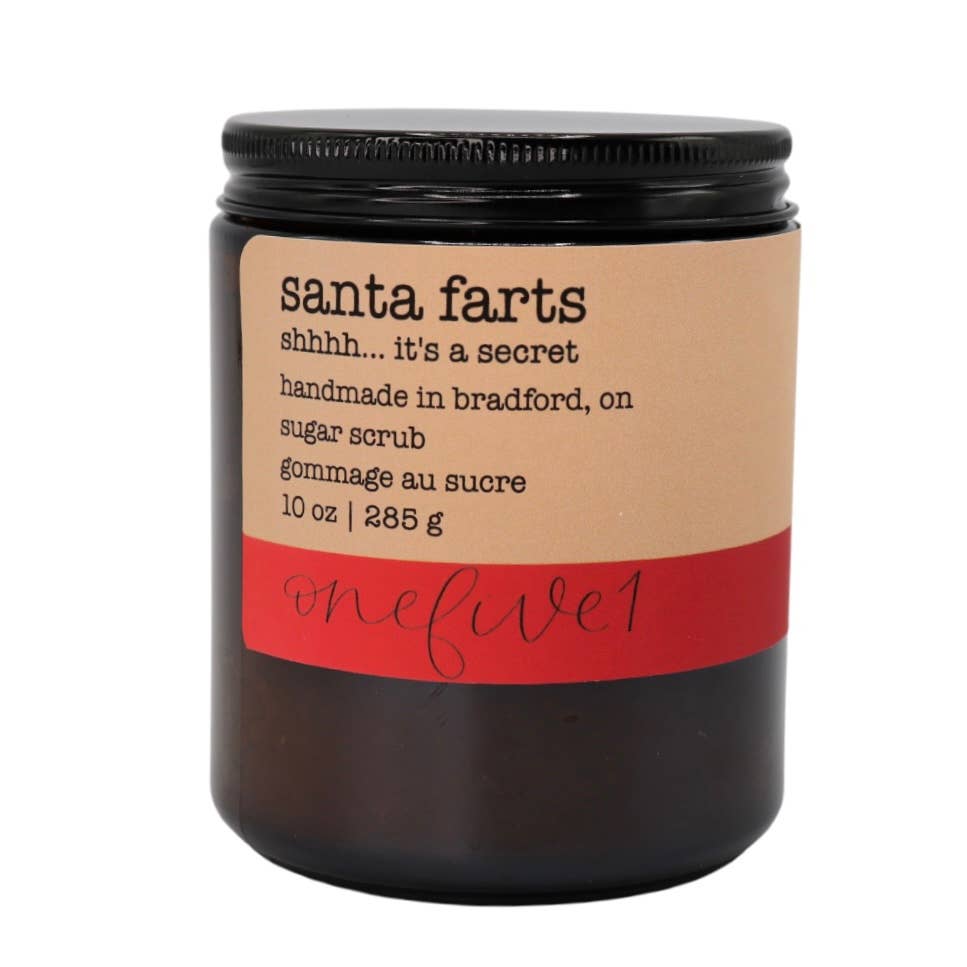 santa farts
shhhh... it's a secret
handmade in bradford, on
sugar scrub
gommage au sucre
10 oz | 285 g
onefive1